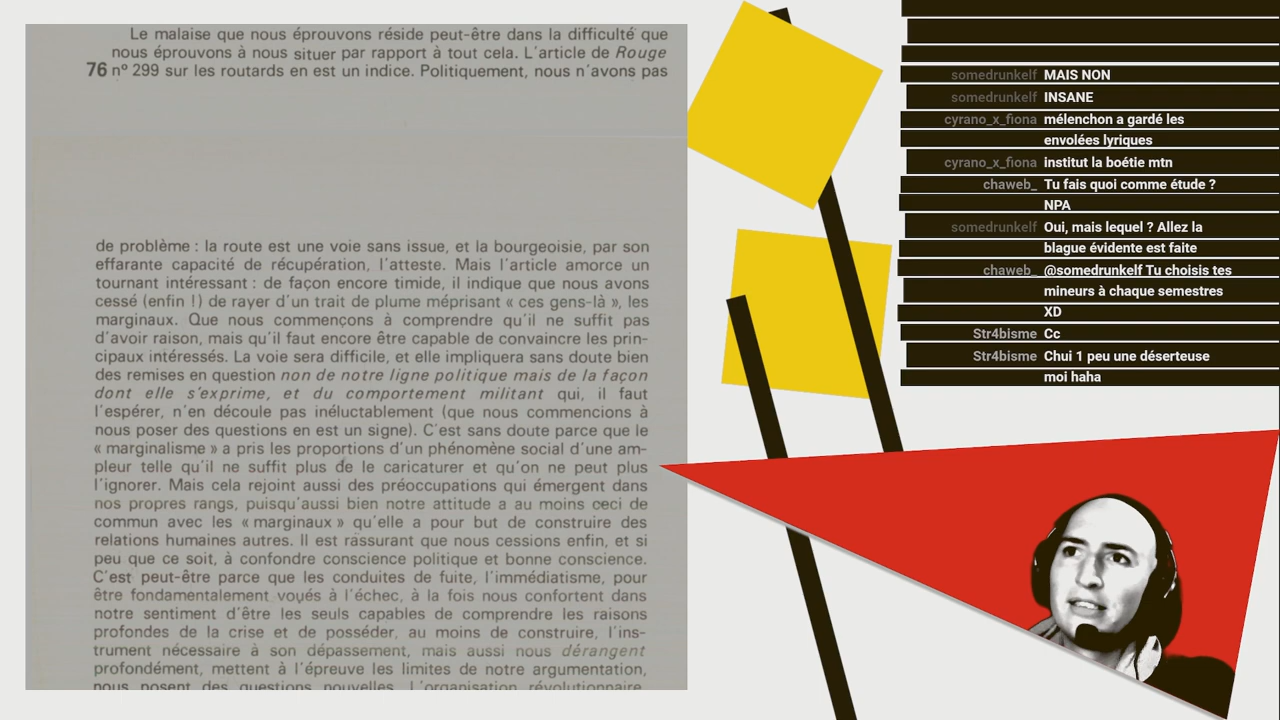 Le malaise que nous éprouvons réside peut-être dans la difficulté que
nous éprouvons à nous situer par rapport à tout cela. L'article de Rouge
76 nº 299 sur les routards en est un indice. Politiquement, nous n'avons pas
de problème : la route est une voie sans issue, et la bourgeoisie, par son
effarante capacité de récupération, l'atteste. Mais l'article amorce un
tournant intéressant : de façon encore timide, il indique que nous avons
cessé (enfin !) de rayer d'un trait de plume méprisant « ces gens-là », les
marginaux. Que nous commençons à comprendre qu'il ne suffit pas
d'avoir raison, mais qu'il faut encore être capable de convaincre les prin-
cipaux intéressés. La voie sera difficile, et elle impliquera sans doute bien
des remises en question non de notre ligne politique mais de la façon
dont elle s'exprime, et du comportement militant qui, il faut
l'espérer, n'en découle pas inéluctablement (que nous commencions à
nous poser des questions en est un signe). C'est sans doute parce que le
« marginalisme » a pris les proportions d'un phénomène social d'une am-
pleur telle qu'il ne suffit plus de le caricaturer et qu'on ne peut plus
l'ignorer. Mais cela rejoint aussi des préoccupations qui émergent dans
nos propres rangs, puisqu'aussi bien notre attitude a au moins ceci de
commun avec les « marginaux » qu'elle a pour but de construire des
relations humaines autres. Il est rassurant que nous cessions enfin, et si
peu que ce soit, à confondre conscience politique et bonne conscience.
C'est peut-être parce que les conduites de fuite, l'immédiatisme, pour
être fondamentalement voués à l'échec, à la fois nous confortent dans
notre sentiment d'être les seuls capables de comprendre les raisons
profondes de la crise et de posséder, au moins de construire, l'ins-
trument nécessaire à son dépassement, mais aussi nous dérangent
profondément, mettent à l'épreuve les limites de notre argumentation,
nous posent des questions nouvelles. L'organisation révolutionnaire,
somedrunkelf MAIS NON
somedrunkelf INSANE
cyrano_x_fiona mélenchon a gardé les
envolées lyriques
cyrano_x_fiona institut la boétie mtn
chaweb_ Tu fais quoi comme étude ?
NPA
somedrunkelf Oui, mais lequel ? Allez la
blague évidente est faite
chaweb_ @somedrunkelf Tu choisis tes
mineurs à chaque semestres
XD
Str4bisme Cc
Str4bisme Chui 1 peu une déserteuse
moi haha